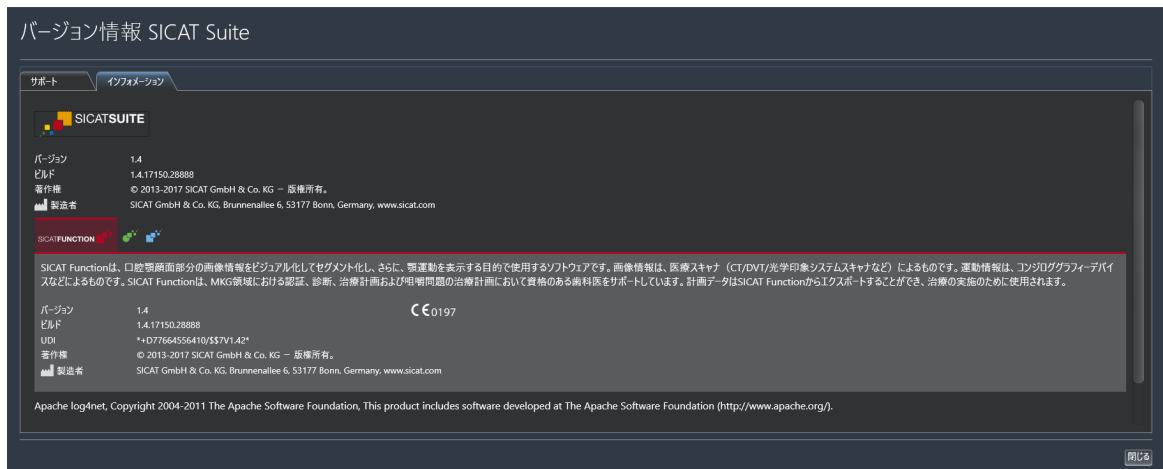 バージョン情報 SICAT Suite
サポート インフォメーション
SICATSUITE
バージョン 1.4
ビルド 1.4.17150.28888
著作権 © 2013-2017 SICAT GmbH & Co. KG – 版権所有。
製造者 SICAT GmbH & Co. KG, Brunnenallee 6, 53177 Bonn, Germany, www.sicat.com
SICATFUNCTION
SICAT Functionは、口腔顎顔面部分の画像情報をビジュアル化してセグメント化し、さらに、顎運動を表示する目的で使用するソフトウェアです。画像情報は、医療スキャナ（CT/DVT/光学印象システムスキャナなど）によるものです。運動情報は、コンジログラフィーデバイ
スなどによるものです。SICAT Functionは、MKG領域における認証、診断、治療計画および咀嚼問題の治療計画において資格のある歯科医をサポートしています。計画データはSICAT Functionからエクスポートすることができ、治療の実施のために使用されます。
バージョン 1.4 CE0197
ビルド 1.4.17150.28888
UDI *+D77664556410/$$7V1.42*
著作権 © 2013-2017 SICAT GmbH & Co. KG – 版権所有。
製造者 SICAT GmbH & Co. KG, Brunnenallee 6, 53177 Bonn, Germany, www.sicat.com
Apache log4net, Copyright 2004-2011 The Apache Software Foundation, This product includes software developed at The Apache Software Foundation (http://www.apache.org/).
閉じる